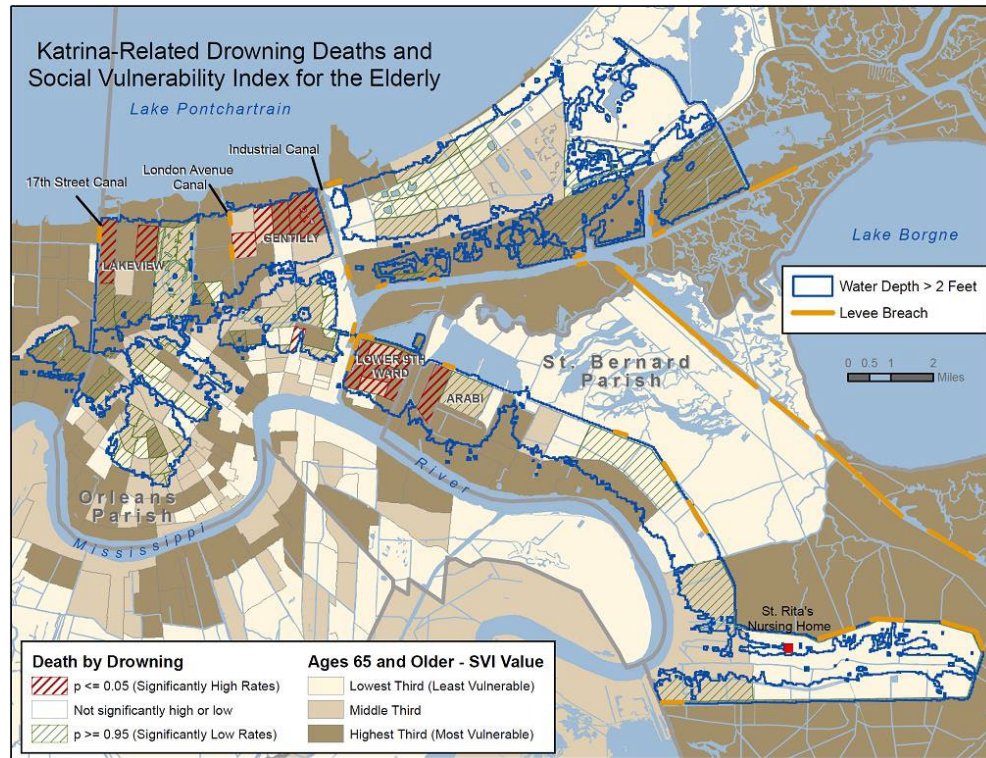 Katrina-Related Drowning Deaths and
Social Vulnerability Index for the Elderly
Lake Pontchartrain
Industrial Canal
London Avenue
Canal
17th Street Canal
GENTILLY
LAKEVIEW
Lake Borgne
Water Depth > 2 Feet
Levee Breach
0 0.5 1 2
Miles
LOWER 9TH
WARD
ARABI
St. Bernard
Parish
River
Orleans
Parish
Mississippi
St. Rita's
Nursing Home
Death by Drowning
p <= 0.05 (Significantly High Rates)
Not significantly high or low
p >= 0.95 (Significantly Low Rates)
Ages 65 and Older - SVI Value
Lowest Third (Least Vulnerable)
Middle Third
Highest Third (Most Vulnerable)